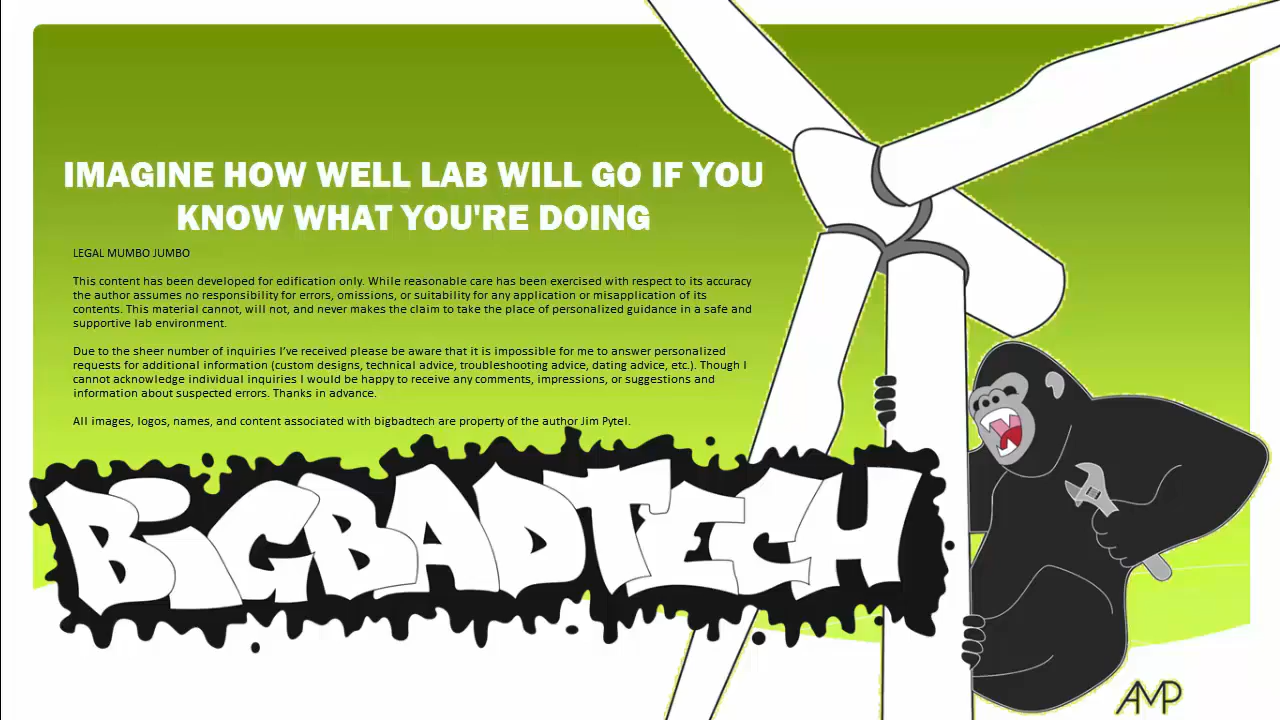 IMAGINE HOW WELL LAB WILL GO IF YOU
KNOW WHAT YOU'RE DOING
LEGAL MUMBO JUMBO
This content has been developed for edification only. While reasonable care has been exercised with respect to its accuracy
the author assumes no responsibility for errors, omissions, or suitability for any application or misapplication of its
contents. This material cannot, will not, and never makes the claim to take the place of personalized guidance in a safe and
supportive lab environment.
Due to the sheer number of inquiries I’ve received please be aware that it is impossible for me to answer personalized
requests for additional information (custom designs, technical advice, troubleshooting advice, dating advice, etc.). Though I
cannot acknowledge individual inquiries I would be happy to receive any comments, impressions, or suggestions and
information about suspected errors. Thanks in advance.
All images, logos, names, and content associated with bigbadtech are property of the author Jim Pytel.
BiGBADTECH
AMP